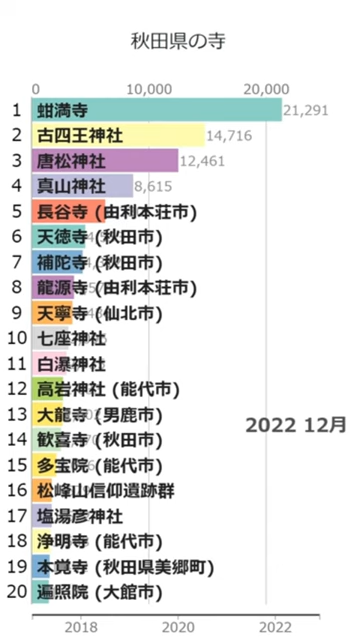 秋田県の寺
0 10,000 20,000
1 蚶満寺 21,291
2 古四王神社 14,716
3 唐松神社 12,461
4 真山神社 8,615
5 長谷寺 (由利本荘市)
6 天徳寺 (秋田市)
7 補陀寺 (秋田市)
8 龍源寺 (由利本荘市)
9 天寧寺 (仙北市)
10 七座神社
11 白瀑神社
12 高岩神社 (能代市)
13 大龍寺 (男鹿市)
2022 12月
14 歓喜寺 (秋田市)
15 多宝院 (能代市)
16 松峰山信仰遺跡群
17 塩湯彦神社
18 浄明寺 (能代市)
19 本覚寺 (秋田県美郷町)
20 遍照院 (大館市)
2018 2020 2022